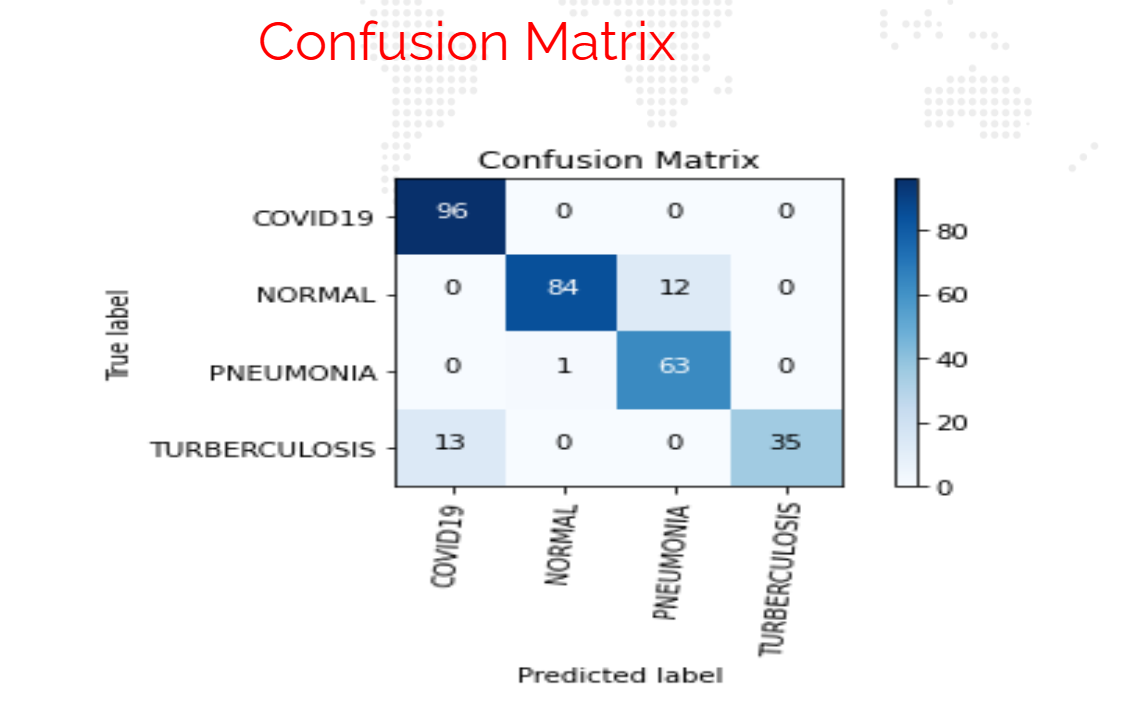 Confusion Matrix
Confusion Matrix
True label
COVID19 96 0 0 0
NORMAL 0 84 12 0
PNEUMONIA 0 1 63 0
TURBERCULOSIS 13 0 0 35
COVID19 NORMAL PNEUMONIA TURBERCULOSIS
Predicted label
80
60
40
20
0